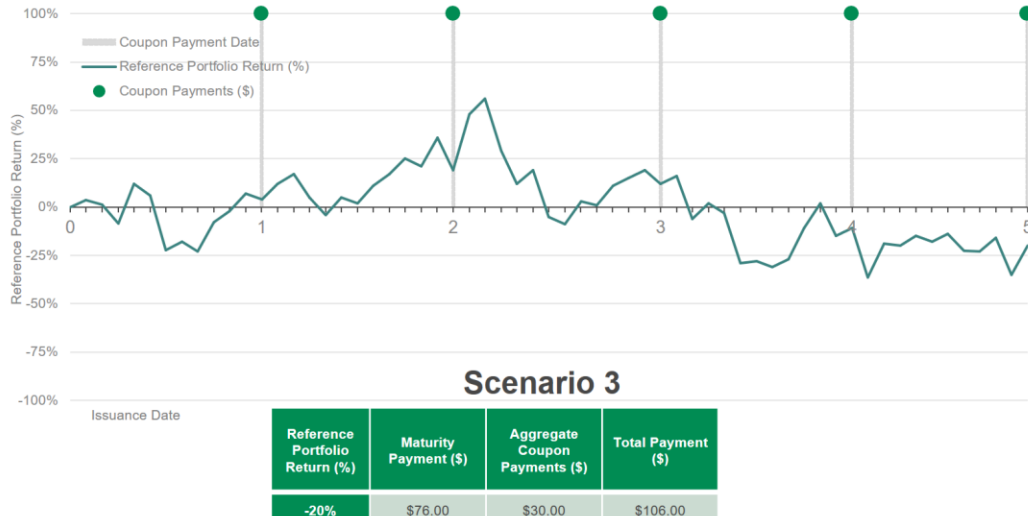 100%
Coupon Payment Date
75%
Reference Portfolio Return (%)
Coupon Payments ($)
50%
25%
0%
0 1 2 3 4 5
-25%
-50%
-75%
-100%
Reference Portfolio Return (%)
Scenario 3
Issuance Date
Reference Portfolio Return (%) Maturity Payment ($) Aggregate Coupon Payments ($) Total Payment ($)
-20% $76.00 $30.00 $106.00